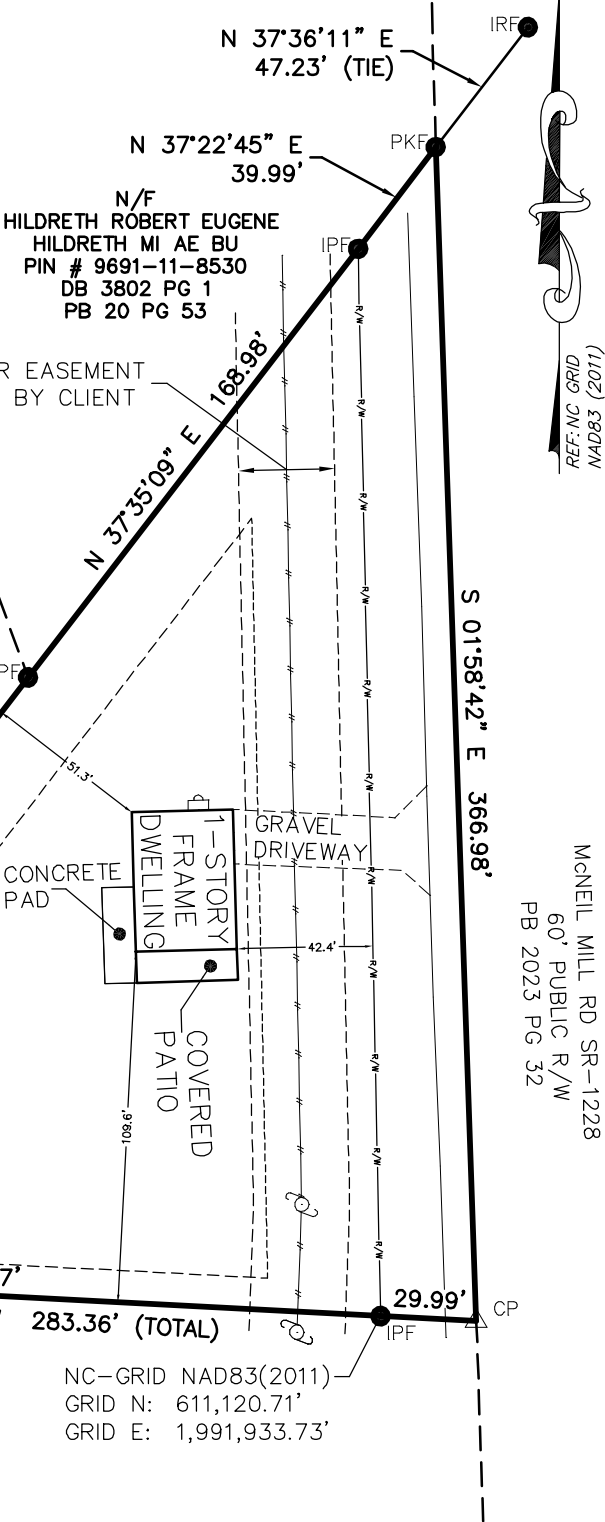 IRF
N 37°36'11" E
47.23' (TIE)
PKF
N 37°22'45" E
39.99'
N/F
HILDRETH ROBERT EUGENE
HILDRETH MI AE BU
PIN # 9691-11-8530
DB 3802 PG 1
PB 20 PG 53
IPF
R/W
REF: NC GRID
NAD83 (2011)
R EASEMENT
BY CLIENT
168.98'
N 37°35'09" E
R/W
R/W
R/W
S 01°58'42" E 366.98'
PF
51.3'
R/W
1-STORY
FRAME
DWELLING
GRAVEL
DRIVEWAY
R/W
CONCRETE
PAD
McNEIL MILL RD SR-1228
60' PUBLIC R/W
PB 2023 PG 32
42.4'
R/W
COVERED
PATIO
R/W
109.6'
R/W
R/W
7'
' 283.36' (TOTAL)
29.99'
CP
IPF
NC-GRID NAD83(2011)
GRID N: 611,120.71'
GRID E: 1,991,933.73'